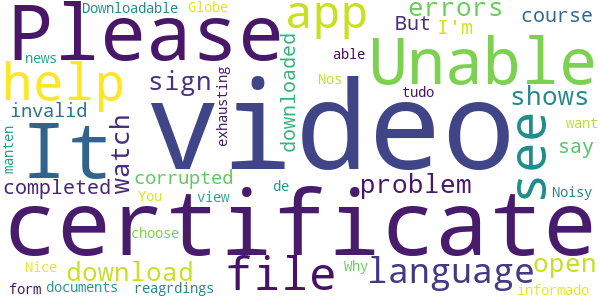 Downloadable Globe
Please app errors course
But I'm
news Unable
help sign exhausting downloaded Nos able tudo shows
invalid It watch video see want
manten say
completed corrupted de problem Noisy
You view
certificate
choose
Nice download file Why language open
form documents reagrdings informado